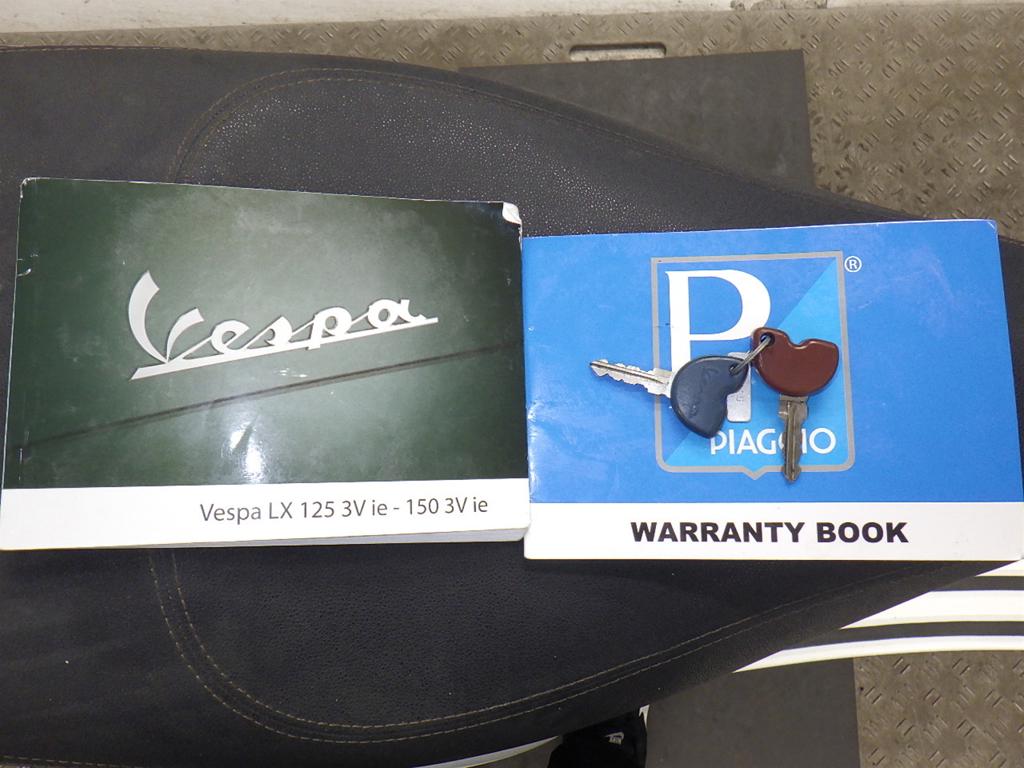 Vespa
Vespa LX 125 3V ie - 150 3V ie
P
®
PIAGGIO
WARRANTY BOOK